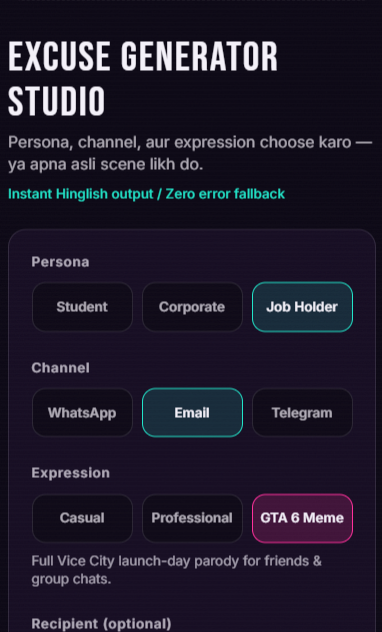 EXCUSE GENERATOR
STUDIO
Persona, channel, aur expression choose karo —
ya apna asli scene likh do.
Instant Hinglish output / Zero error fallback
Persona
Student
Corporate
Job Holder
Channel
WhatsApp
Email
Telegram
Expression
Casual
Professional
GTA 6 Meme
Full Vice City launch-day parody for friends &
group chats.
Recipient (optional)